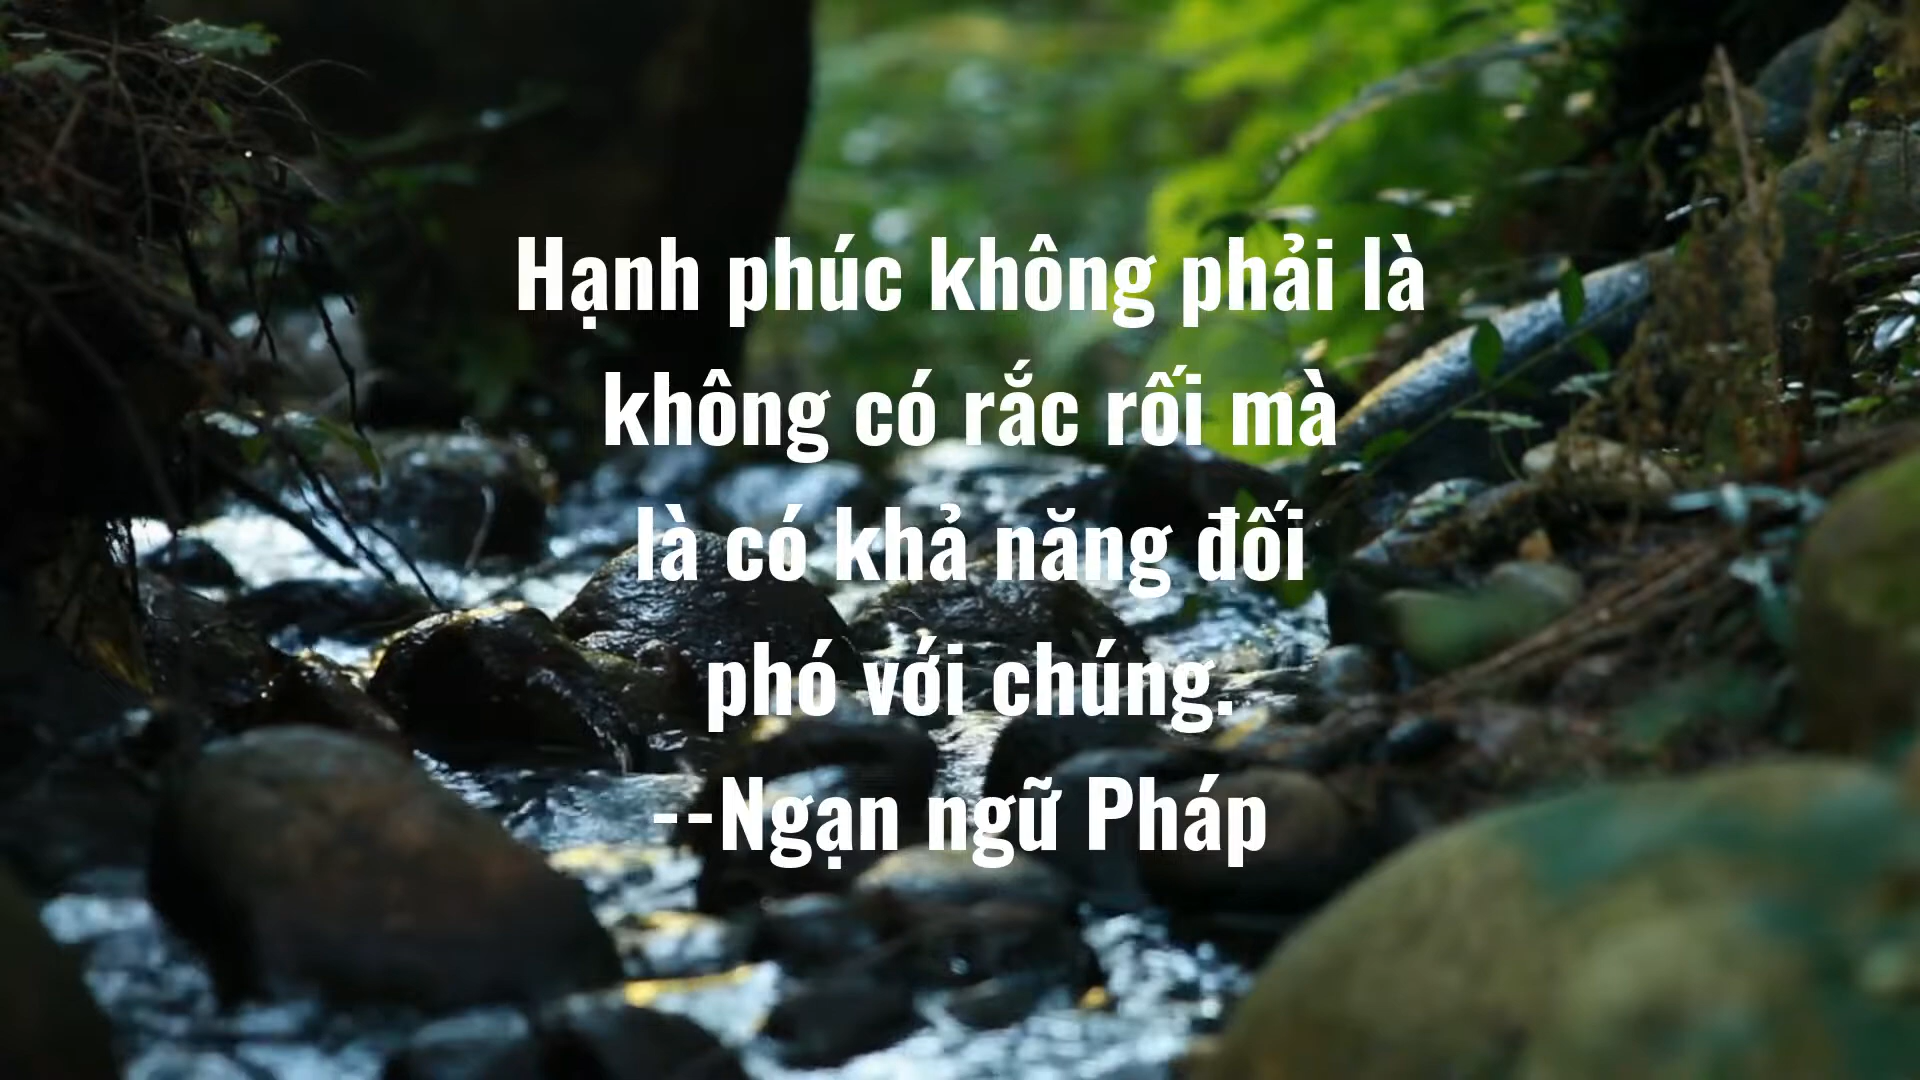 Hạnh phúc không phải là
không có rắc rối mà
là có khả năng đối
phó với chúng.
--Ngạn ngữ Pháp